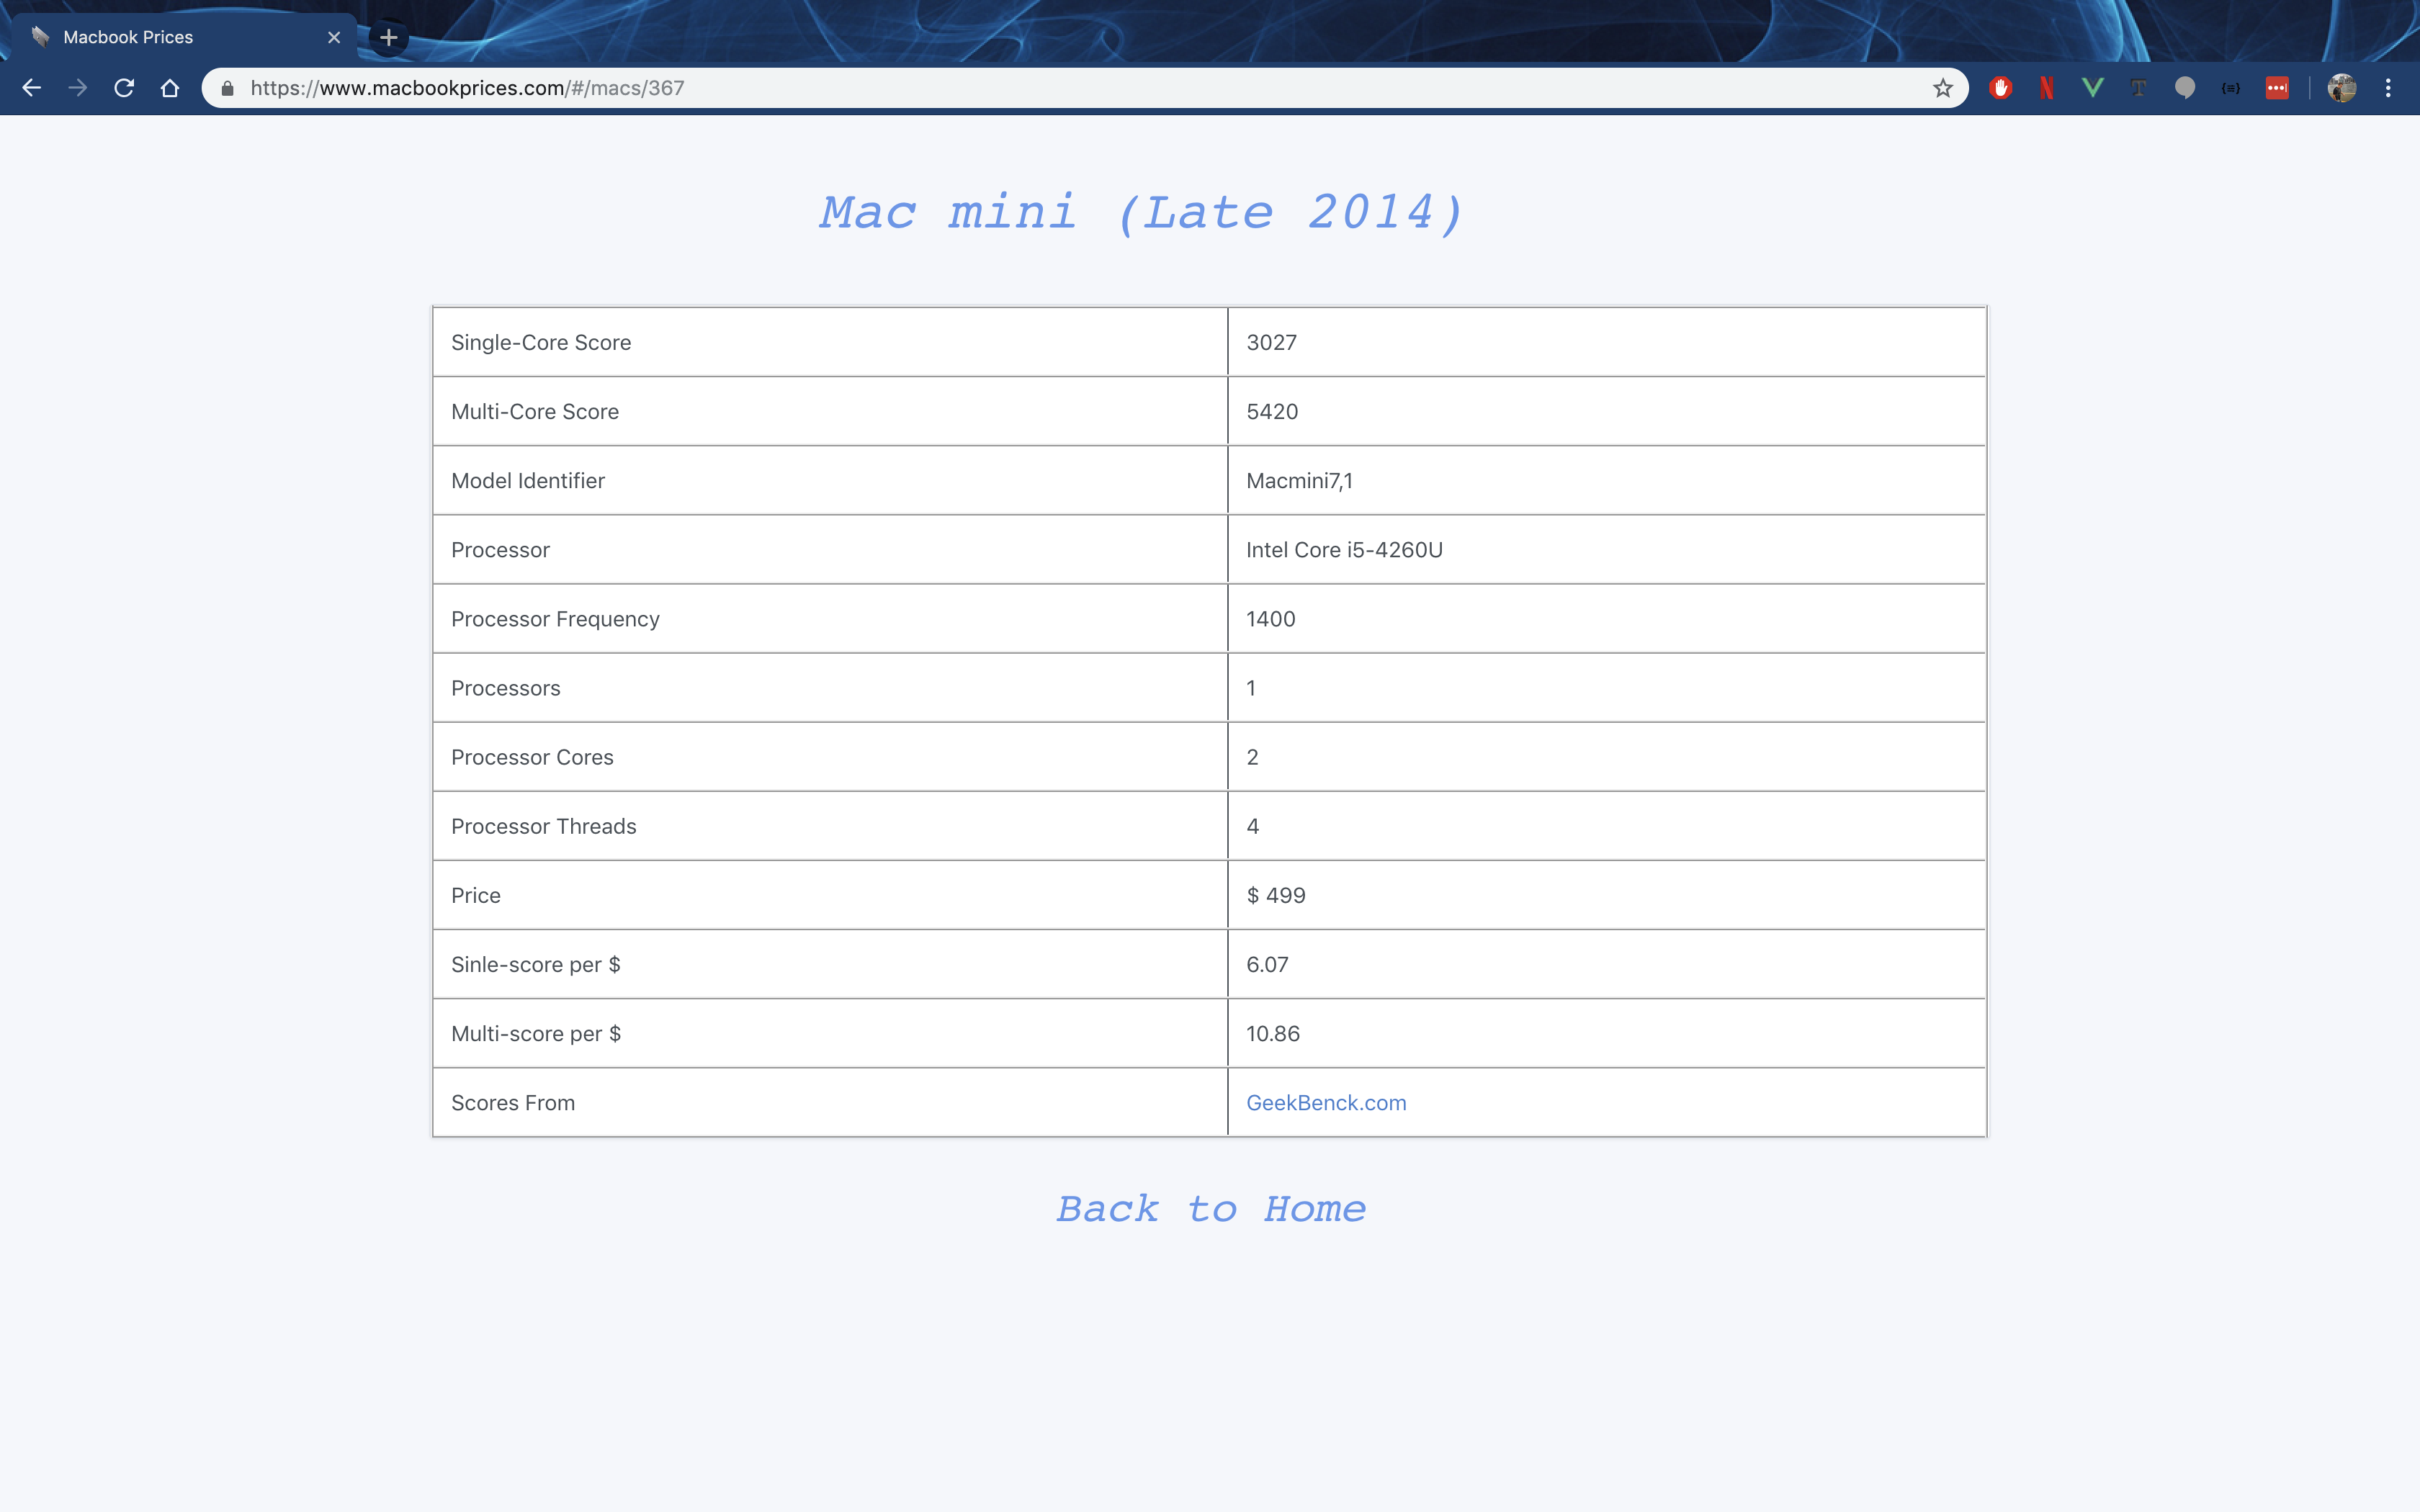 Macbook Prices
https://www.macbookprices.com/#/macs/367
Mac mini (Late 2014)
Single-Core Score 3027
Multi-Core Score 5420
Model Identifier Macmini7,1
Processor Intel Core i5-4260U
Processor Frequency 1400
Processors 1
Processor Cores 2
Processor Threads 4
Price $ 499
Sinle-score per $ 6.07
Multi-score per $ 10.86
Scores From GeekBenck.com
Back to Home